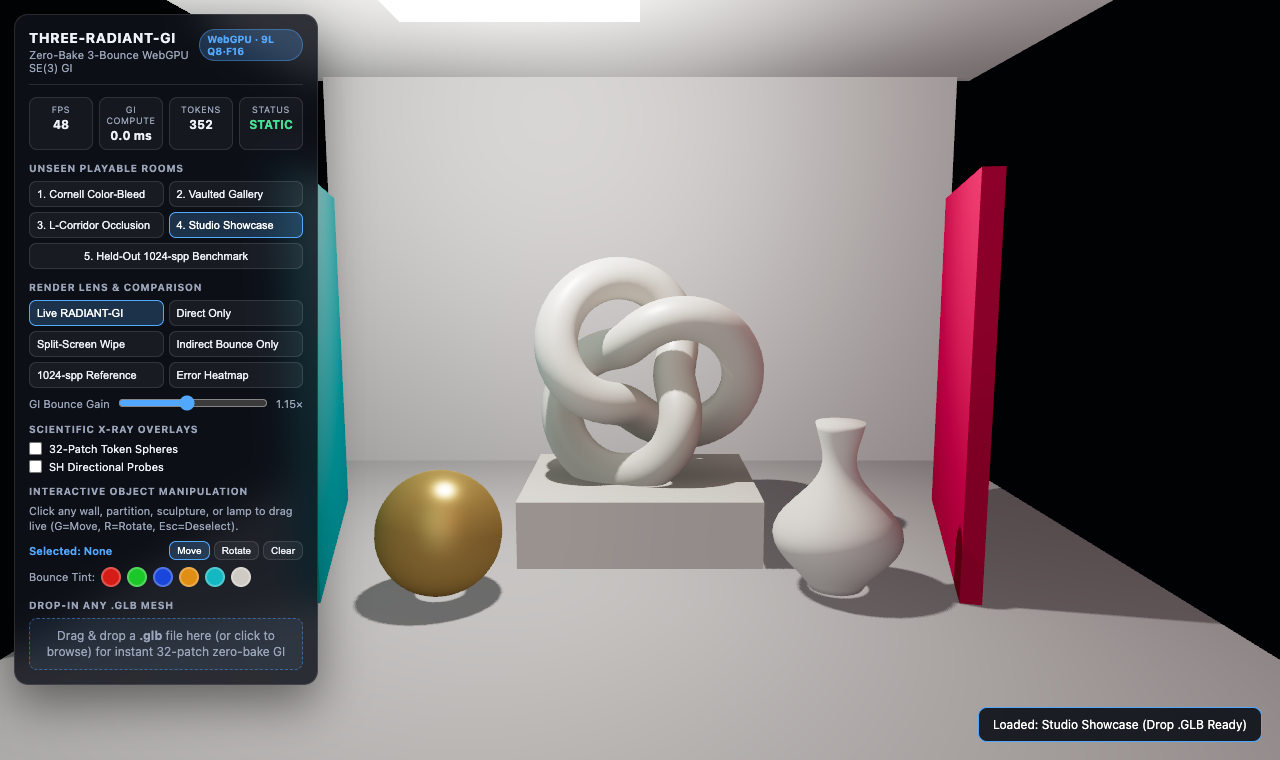 THREE-RADIANT-GI
Zero-Bake 3-Bounce WebGPU
SE(3) GI
WebGPU · 9L
Q8·F16
FPS
48
GI
COMPUTE
0.0 ms
TOKENS
352
STATUS
STATIC
UNSEEN PLAYABLE ROOMS
1. Cornell Color-Bleed
2. Vaulted Gallery
3. L-Corridor Occlusion
4. Studio Showcase
5. Held-Out 1024-spp Benchmark
RENDER LENS & COMPARISON
Live RADIANT-GI
Direct Only
Split-Screen Wipe
Indirect Bounce Only
1024-spp Reference
Error Heatmap
GI Bounce Gain
1.15×
SCIENTIFIC X-RAY OVERLAYS
32-Patch Token Spheres
SH Directional Probes
INTERACTIVE OBJECT MANIPULATION
Click any wall, partition, sculpture, or lamp to drag
live (G=Move, R=Rotate, Esc=Deselect).
Selected: None
Move
Rotate
Clear
Bounce Tint:
DROP-IN ANY .GLB MESH
Drag & drop a .glb file here (or click to
browse) for instant 32-patch zero-bake GI
Loaded: Studio Showcase (Drop .GLB Ready)